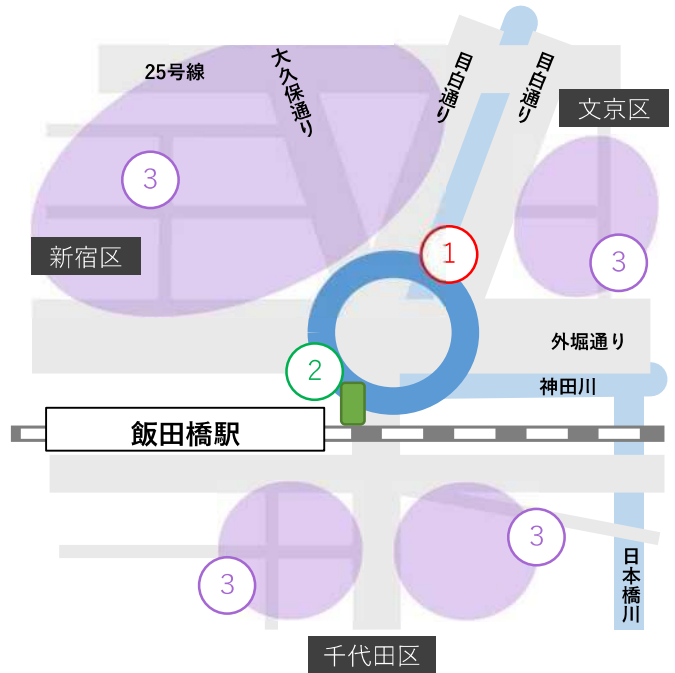 25号線
大久保通り
目白通り
目白通り
文京区
3
新宿区
1
3
外堀通り
2
神田川
飯田橋駅
3
3
日本橋川
千代田区